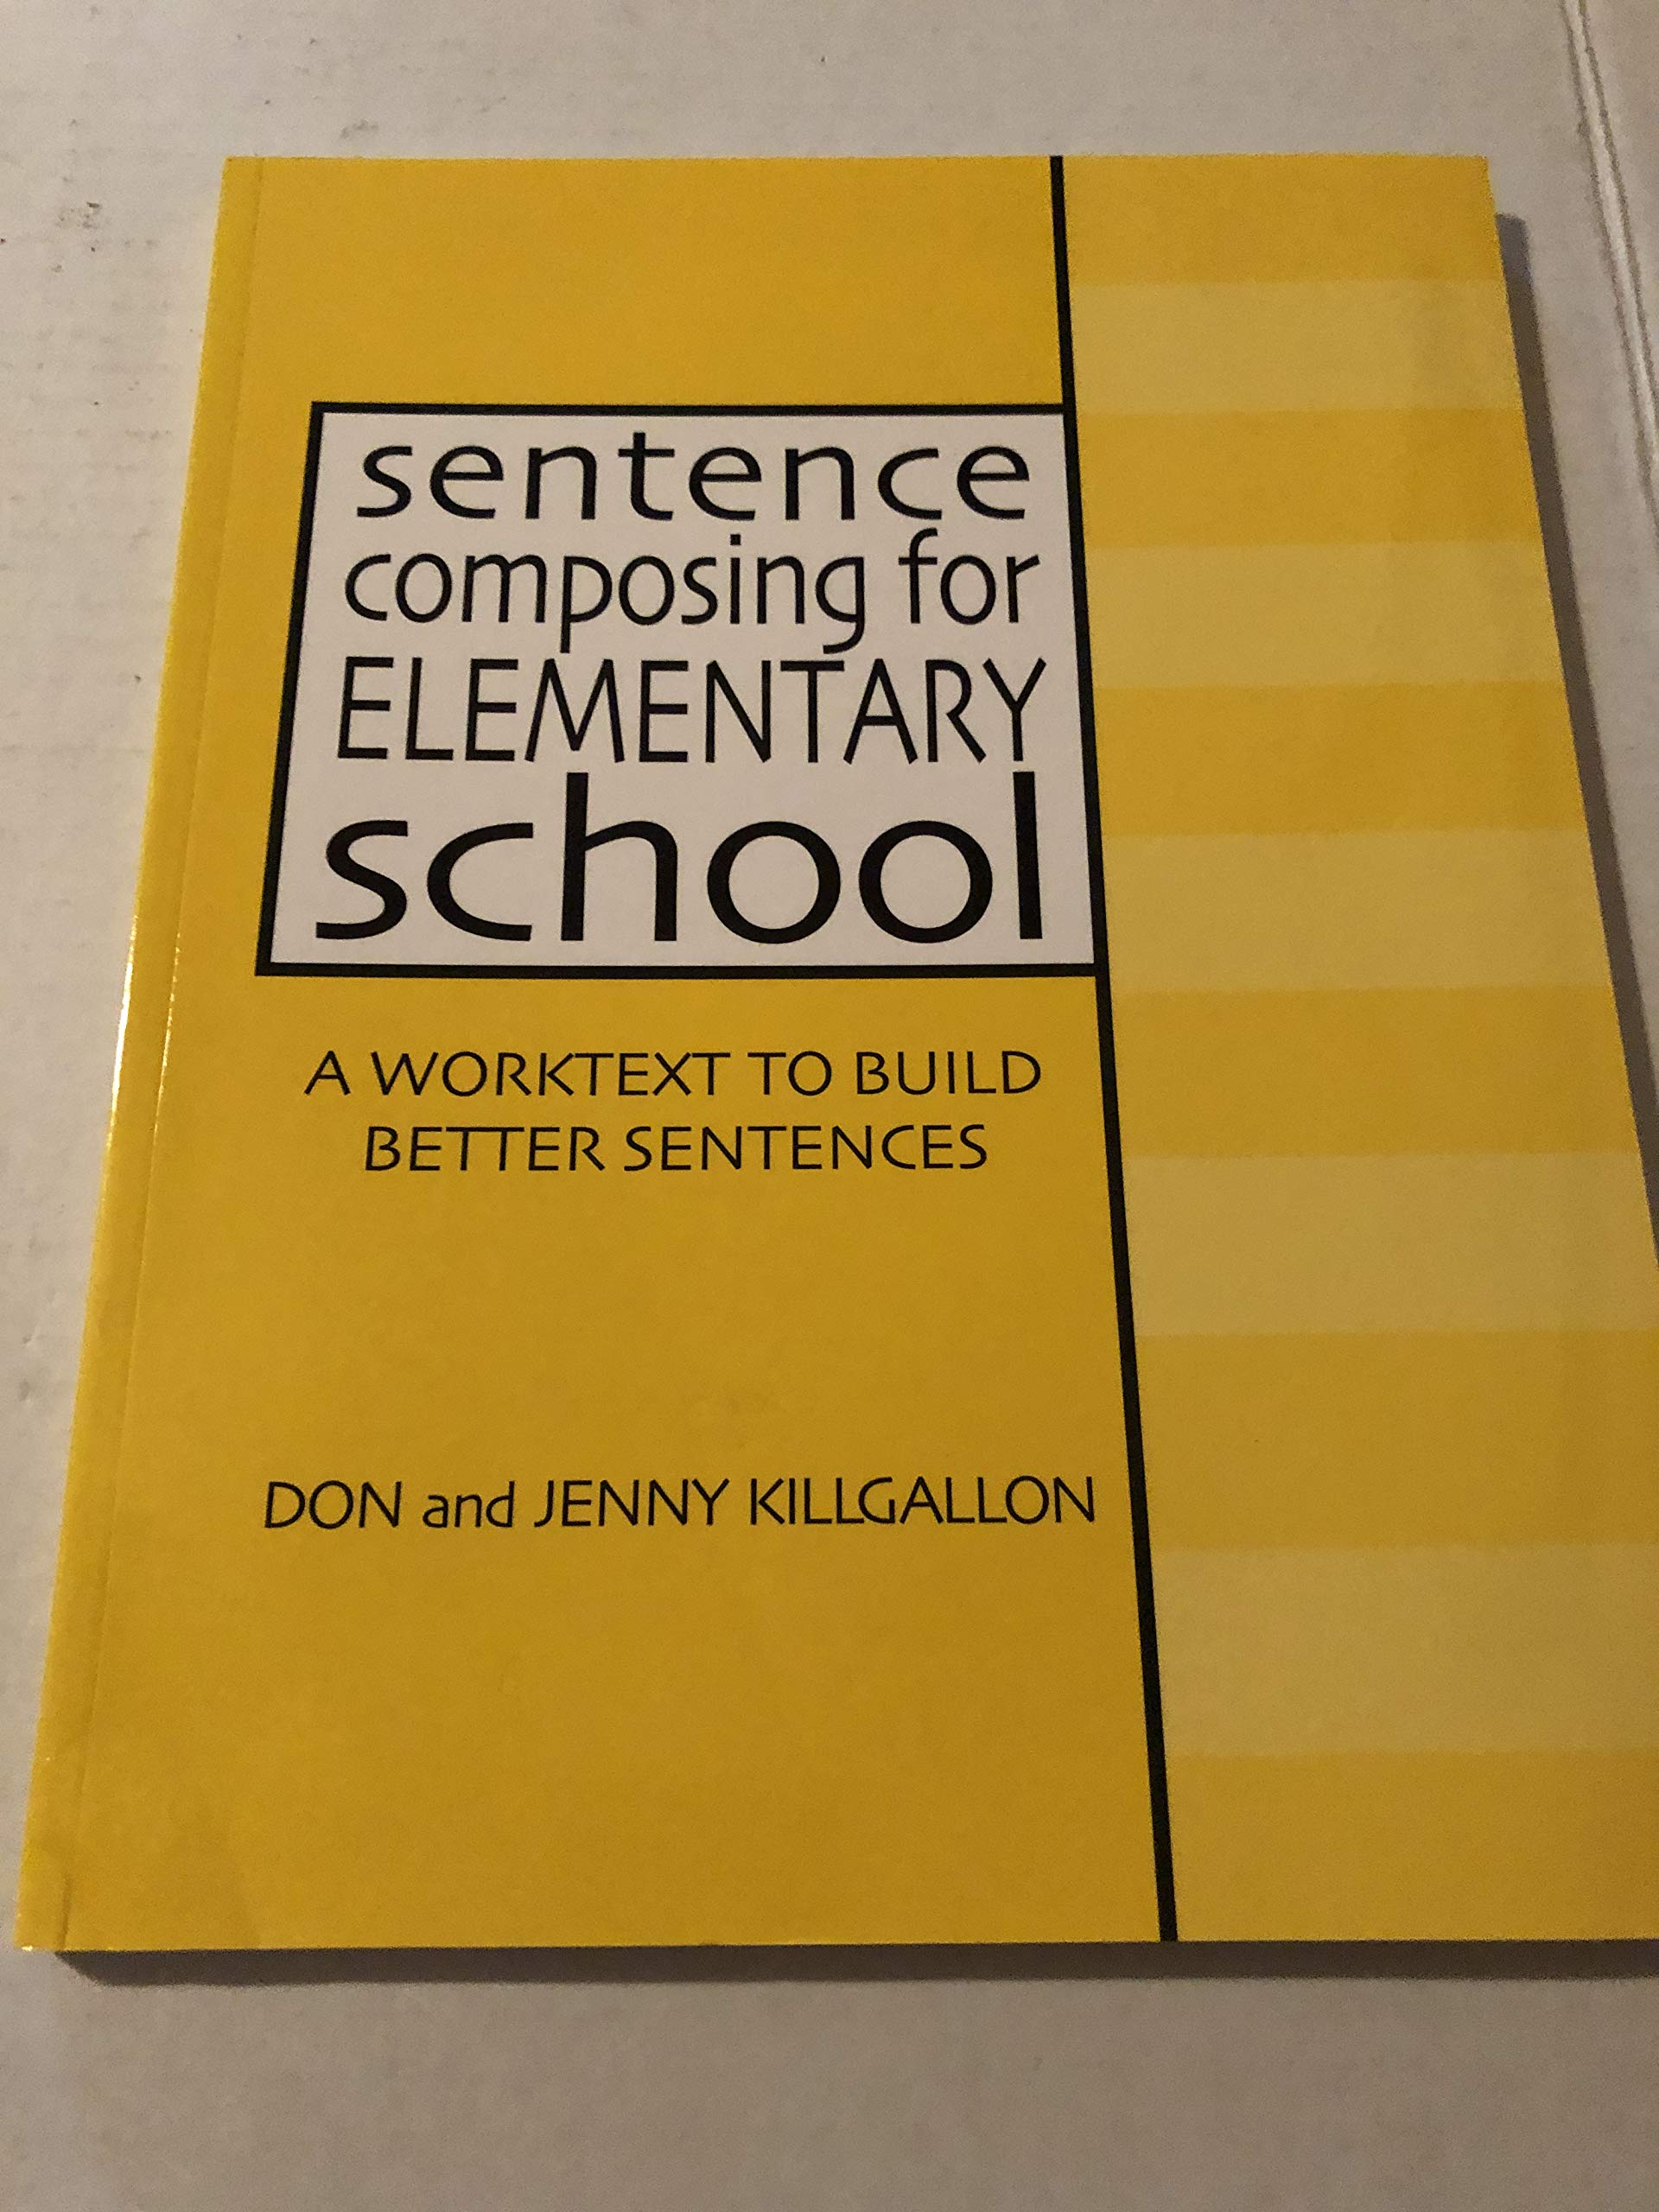 sentence
composing for
ELEMENTARY
school
A WORKTEXT TO BUILD
BETTER SENTENCES
DON and JENNY KILLGALLON